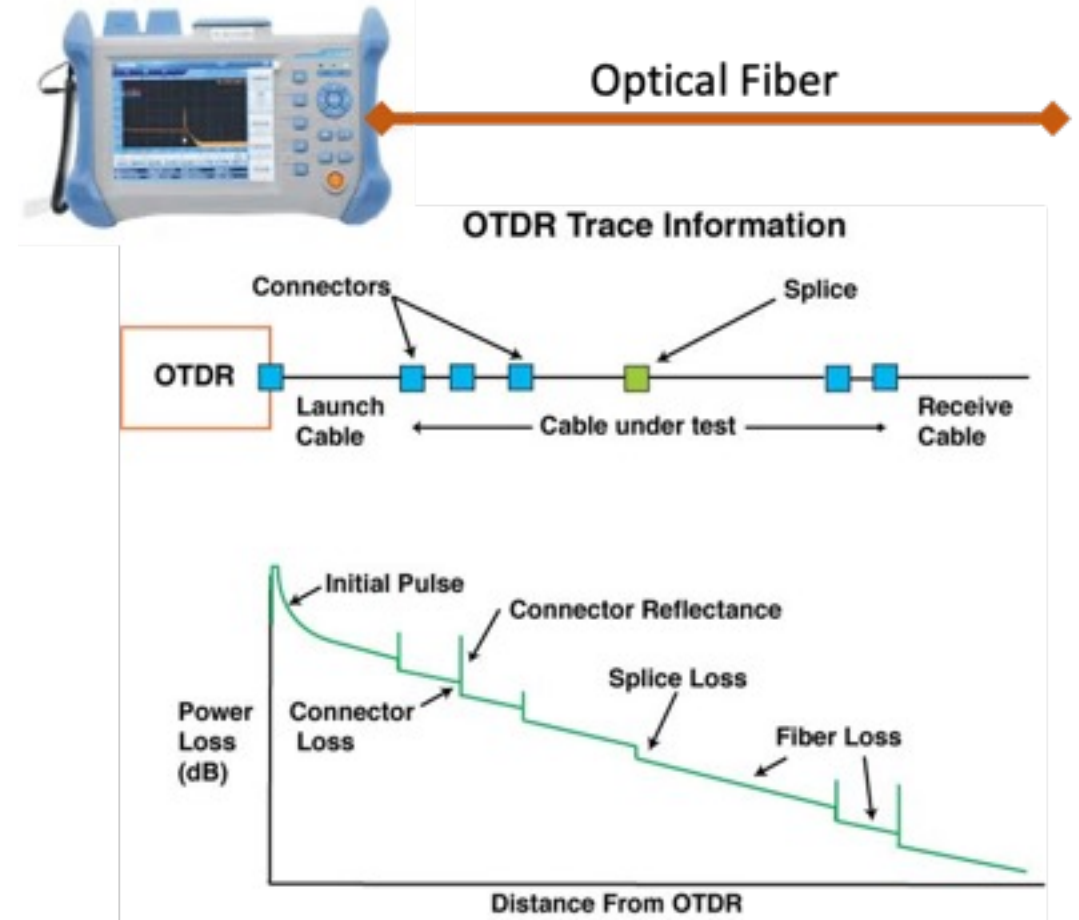 Optical Fiber
OTDR Trace Information
Connectors
Splice
OTDR
Launch
Cable
Cable under test
Receive
Cable
Initial Pulse
Connector Reflectance
Splice Loss
Power
Loss
(dB)
Connector
Loss
Fiber Loss
Distance From OTDR